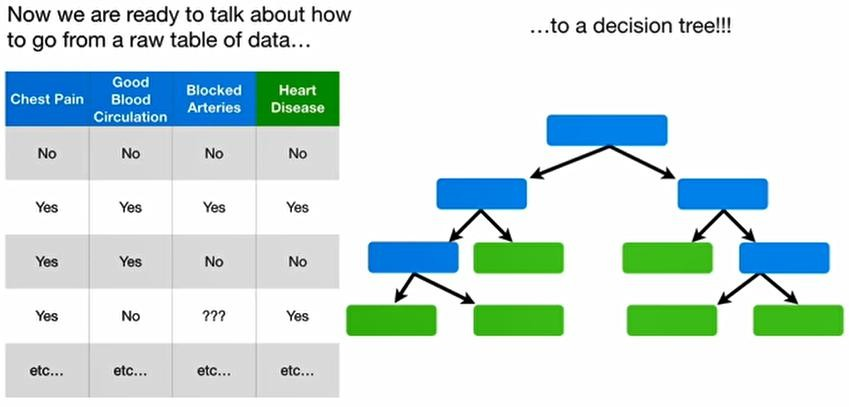 Now we are ready to talk about how
to go from a raw table of data...
...to a decision tree!!!
Chest Pain Good Blood Circulation Blocked Arteries Heart Disease
No No No No
Yes Yes Yes Yes
Yes Yes No No
Yes No ??? Yes
etc... etc... etc... etc...